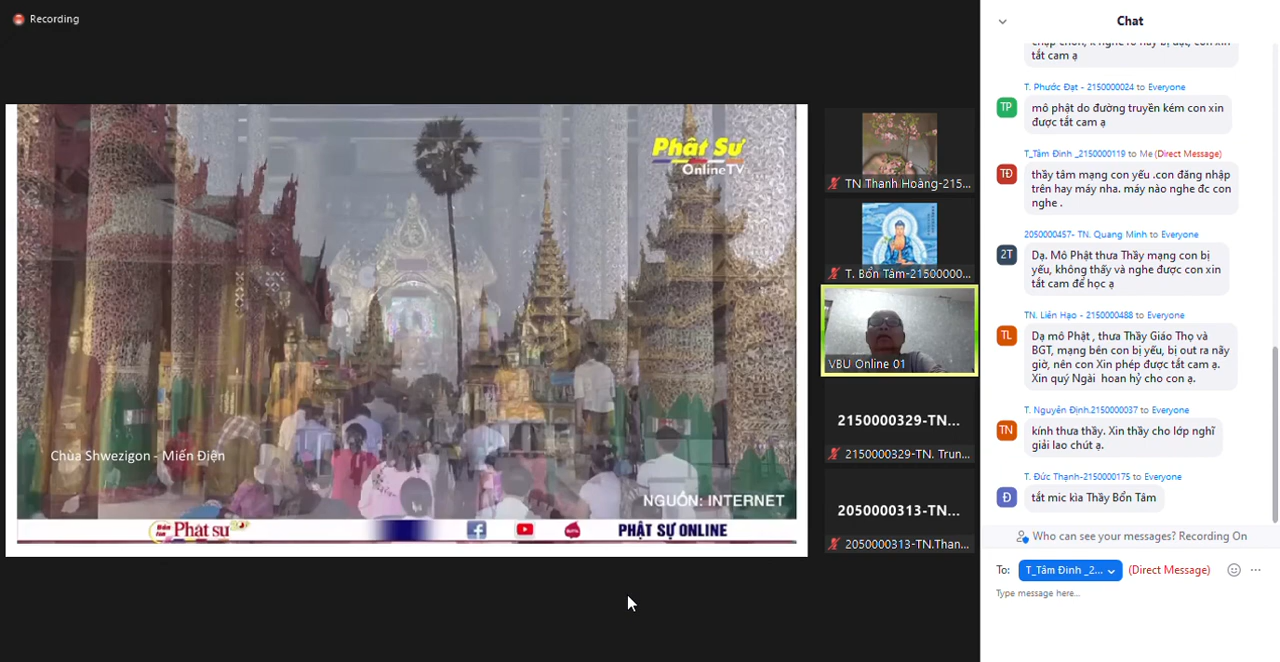 Recording
Phật Sự
OnlineTV
Chùa Shwezigon - Miến Điện
NGUỒN: INTERNET
Phật sự
PHẬT SỰ ONLINE
TN Thanh Hoàng-215...
T. Bổn Tâm-21500000...
VBU Online 01
2150000329-TN...
2150000329-TN. Trun...
2050000313-TN...
2050000313-TN.Than...
Chat
tắt cam ạ
T. Phước Đạt - 2150000024 to Everyone
TP
mô phật do đường truyền kém con xin
được tắt cam ạ
T_Tâm Đinh _2150000119 to Me (Direct Message)
TĐ
thầy tâm mạng con yếu .con đăng nhập
trên hay máy nha. máy nào nghe đc con
nghe .
2050000457- TN. Quang Minh to Everyone
2T
Dạ. Mô Phật thưa Thầy mạng con bị
yếu, không thấy và nghe được con xin
tắt cam để học ạ
TN. Liên Hạo - 2150000488 to Everyone
TL
Dạ mô Phật , thưa Thầy Giáo Thọ và
BGT, mạng bên con bị yếu, bị out ra nãy
giờ, nên con Xin phép được tắt cam ạ.
Xin quý Ngài hoan hỷ cho con ạ.
T. Nguyên Định.2150000037 to Everyone
TN
kính thưa thầy. Xin thầy cho lớp nghĩ
giải lao chút ạ.
T. Đức Thạnh-2150000175 to Everyone
Đ
tắt mic kìa Thầy Bổn Tâm
Who can see your messages? Recording On
To: T_Tâm Đinh _2... (Direct Message)
Type message here...